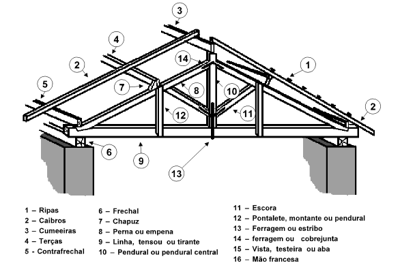 3
4
14
1
2
5
7
8
10
2
12
11
6
9
13
1 – Ripas
2 – Caibros
3 – Cumeeiras
4 – Terças
5 - Contrafrechal
6 – Frechal
7 – Chapuz
8 – Perna ou empena
9 – Linha, tensou ou tirante
10 – Pendural ou pendural central
11 – Escora
12 – Pontalete, montante ou pendural
13 – Ferragem ou estribo
14 – ferragem ou cobrejunta
15 – Vista, testeira ou aba
16 – Mão francesa